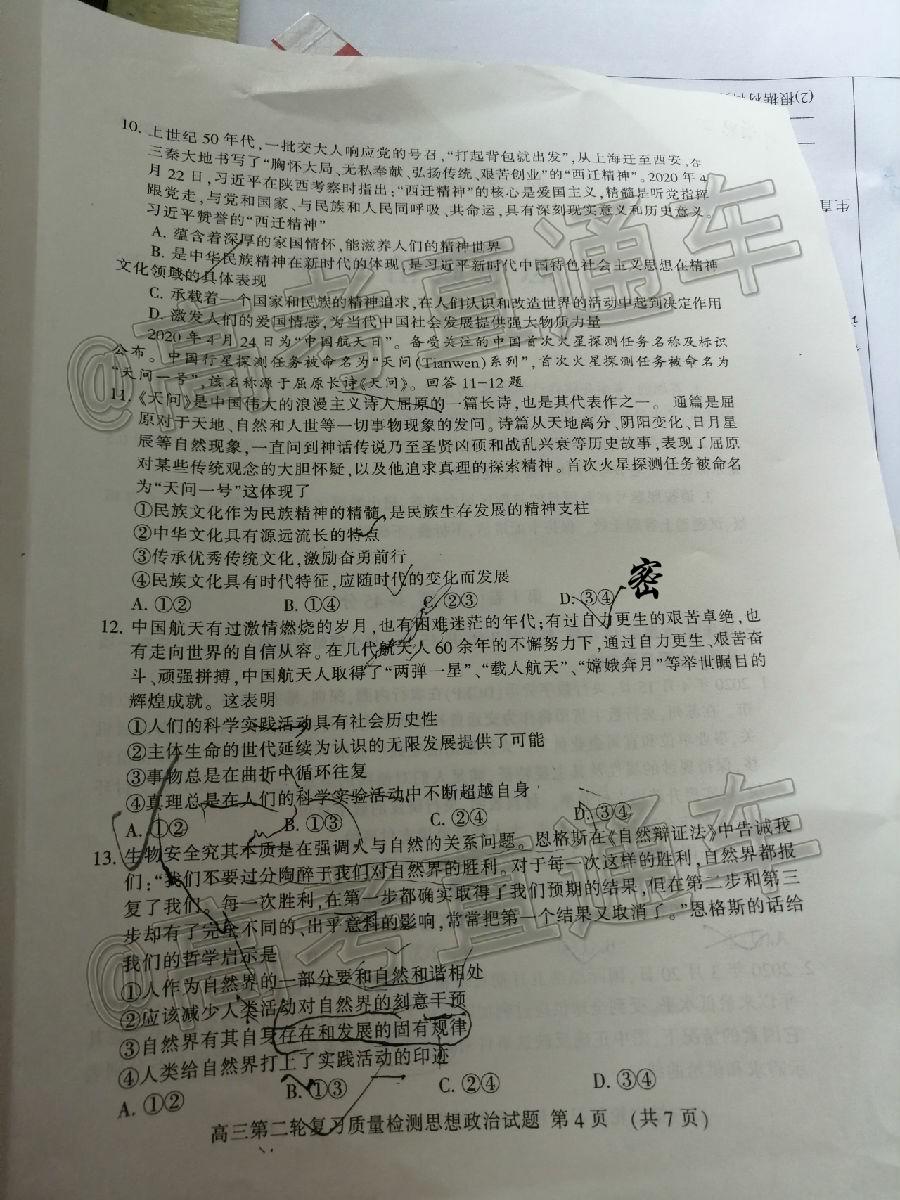 (2)根据材
生直
10. 上世纪50年代，一批交大人响应党的号召，“打起背包就出发”，从上海迁至西安，在
三秦大地书写了“胸怀大局、无私奉献、弘扬传统、艰苦创业”的“西迁精神”。2020年4
月22日，习近平在陕西考察时指出：“西迁精神”的核心是爱国主义，精髓是听党指挥
跟党走，与党和国家、与民族和人民同呼吸、共命运，具有深刻现实意义和历史意义。
习近平赞誉的“西迁精神”
A. 蕴含着深厚的家国情怀，能滋养人们的精神世界
B. 是中华民族精神在新时代的体现，是习近平新时代中国特色社会主义思想在精神
文化领域的具体表现
C. 承载着一个国家和民族的精神追求，在人们认识和改造世界的活动中起到决定作用
D. 激发人们的爱国情感，为当代中国社会发展提供强大物质力量
2020年4月24日为“中国航天日”。备受关注的中国首次火星探测任务名称及标识
公布。中国行星探测任务被命名为“天问(Tianwen)系列”，首次火星探测任务被命名为
“天问一号”，该名称源于屈原长诗《天问》。回答11-12题
11.《天问》是中国伟大的浪漫主义诗人屈原的一篇长诗，也是其代表作之一。 通篇是屈
原对于天地、自然和人世等一切事物现象的发问。诗篇从天地离分、阴阳变化、日月星
辰等自然现象，一直问到神话传说乃至圣贤凶顽和战乱兴衰等历史故事，表现了屈原
对某些传统观念的大胆怀疑，以及他追求真理的探索精神。首次火星探测任务被命名
为“天问一号”这体现了
①民族文化作为民族精神的精髓，是民族生存发展的精神支柱
②中华文化具有源远流长的特点
③传承优秀传统文化，激励奋勇前行
④民族文化具有时代特征，应随时代的变化而发展
A. ①② B. ①④ C. ②③ D. ③④
密
12. 中国航天有过激情燃烧的岁月，也有困难迷茫的年代；有过自力更生的艰苦卓绝，也
有走向世界的自信从容。在几代航天人60余年的不懈努力下，通过自力更生、艰苦奋
斗、顽强拼搏，中国航天人取得了“两弹一星”、“载人航天”、“嫦娥奔月”等举世瞩目的
辉煌成就。这表明
①人们的科学实践活动具有社会历史性
②主体生命的世代延续为认识的无限发展提供了可能
③事物总是在曲折中循环往复
④真理总是在人们的科学实验活动中不断超越自身
A. ①② B. ①③ C. ②④ D. ③④
13. 生物安全究其本质是在强调人与自然的关系问题。恩格斯在《自然辩证法》中告诫我
们：“我们不要过分陶醉于我们对自然界的胜利。对于每一次这样的胜利，自然界都报
复了我们。每一次胜利，在第一步都确实取得了我们预期的结果，但在第二步和第三
步却有了完全不同的、出乎意料的影响，常常把第一个结果又取消了。”恩格斯的话给
我们的哲学启示是
①人作为自然界的一部分要和自然和谐相处
②应该减少人类活动对自然界的刻意干预
③自然界有其自身存在和发展的固有规律
④人类给自然界打上了实践活动的印迹
A. ①② B. ①③ C. ②④ D. ③④
高三第二轮复习质量检测思想政治试题 第4页 (共7页)
@高考直通车
@高考直通车